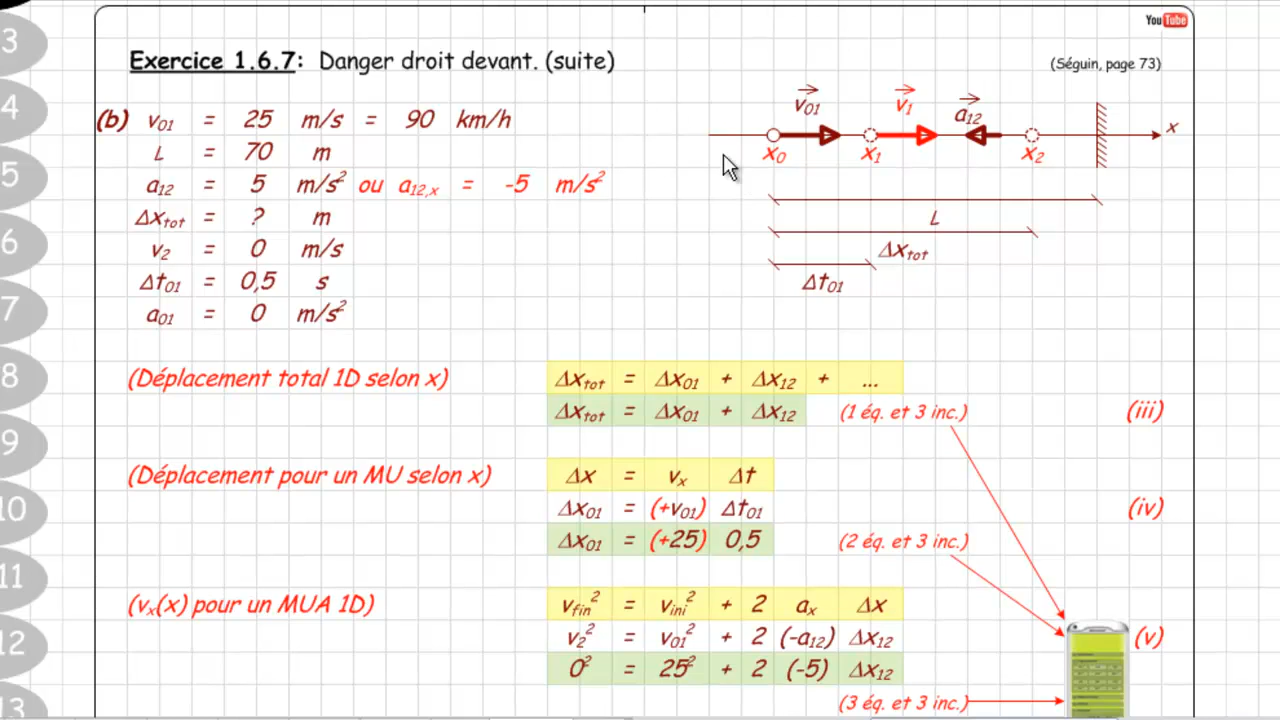 3
4
5
6
7
8
9
10
11
12
13
YouTube
Exercice 1.6.7: Danger droit devant. (suite)
(Séguin, page 73)
(b) v01 = 25 m/s = 90 km/h
L = 70 m
a12 = 5 m/s² ou a12,x = -5 m/s²
Δxtot = ? m
v2 = 0 m/s
Δt01 = 0,5 s
a01 = 0 m/s²
v01 v1 a12
x
x0 x1 x2
L
Δxtot
Δt01
(Déplacement total 1D selon x) Δxtot = Δx01 + Δx12 + ...
Δxtot = Δx01 + Δx12 (1 éq. et 3 inc.) (iii)
(Déplacement pour un MU selon x) Δx = vx Δt
Δx01 = (+v01) Δt01 (iv)
Δx01 = (+25) 0,5 (2 éq. et 3 inc.)
(vx(x) pour un MUA 1D) vfin² = vini² + 2 ax Δx
v2² = v01² + 2 (-a12) Δx12 (v)
0² = 25² + 2 (-5) Δx12
(3 éq. et 3 inc.)